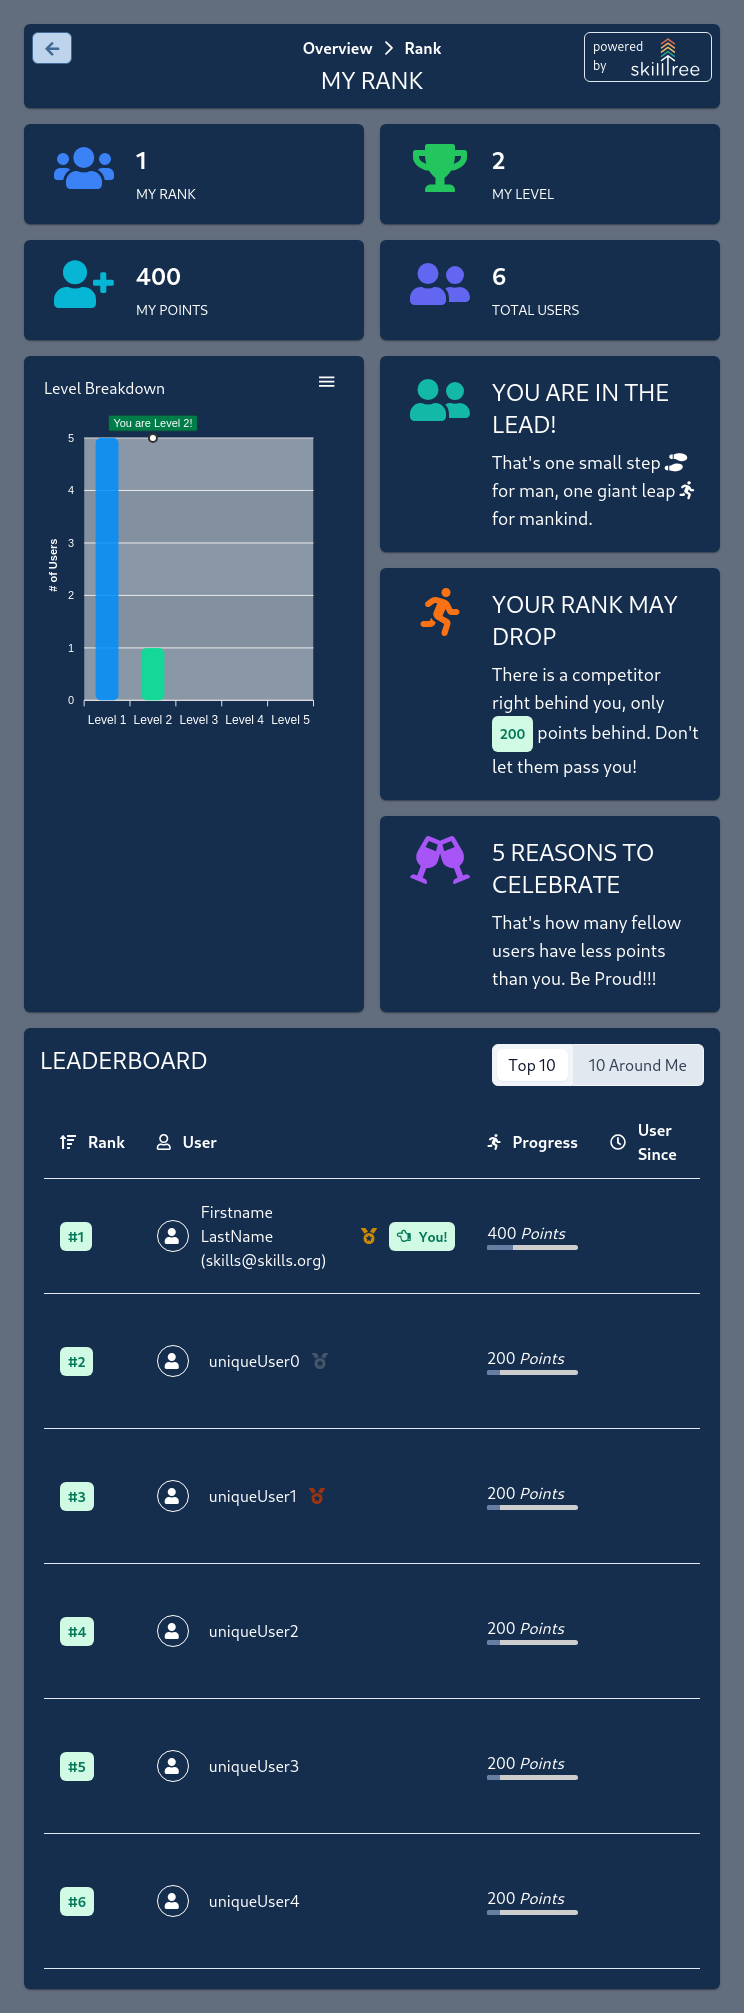 Overview > Rank
MY RANK
powered
by
skilltree
1
MY RANK
2
MY LEVEL
400
MY POINTS
6
TOTAL USERS
Level Breakdown
You are Level 2!
5
4
3
2
1
0
# of Users
Level 1 Level 2 Level 3 Level 4 Level 5
YOU ARE IN THE
LEAD!
That's one small step
for man, one giant leap
for mankind.
YOUR RANK MAY
DROP
There is a competitor
right behind you, only
200 points behind. Don't
let them pass you!
5 REASONS TO
CELEBRATE
That's how many fellow
users have less points
than you. Be Proud!!!
LEADERBOARD
Top 10 10 Around Me
Rank User Progress User
Since
#1 Firstname
LastName
(skills@skills.org) You! 400 Points
#2 uniqueUser0 200 Points
#3 uniqueUser1 200 Points
#4 uniqueUser2 200 Points
#5 uniqueUser3 200 Points
#6 uniqueUser4 200 Points